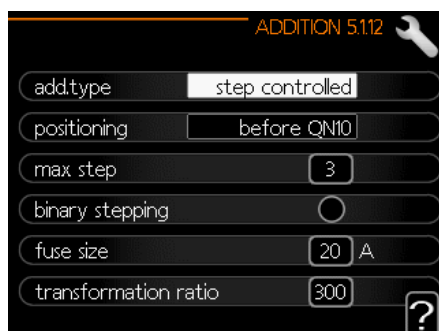 ADDITION 5.1.12
add.type step controlled
positioning before QN10
max step 3
binary stepping
fuse size 20 A
transformation ratio 300
?